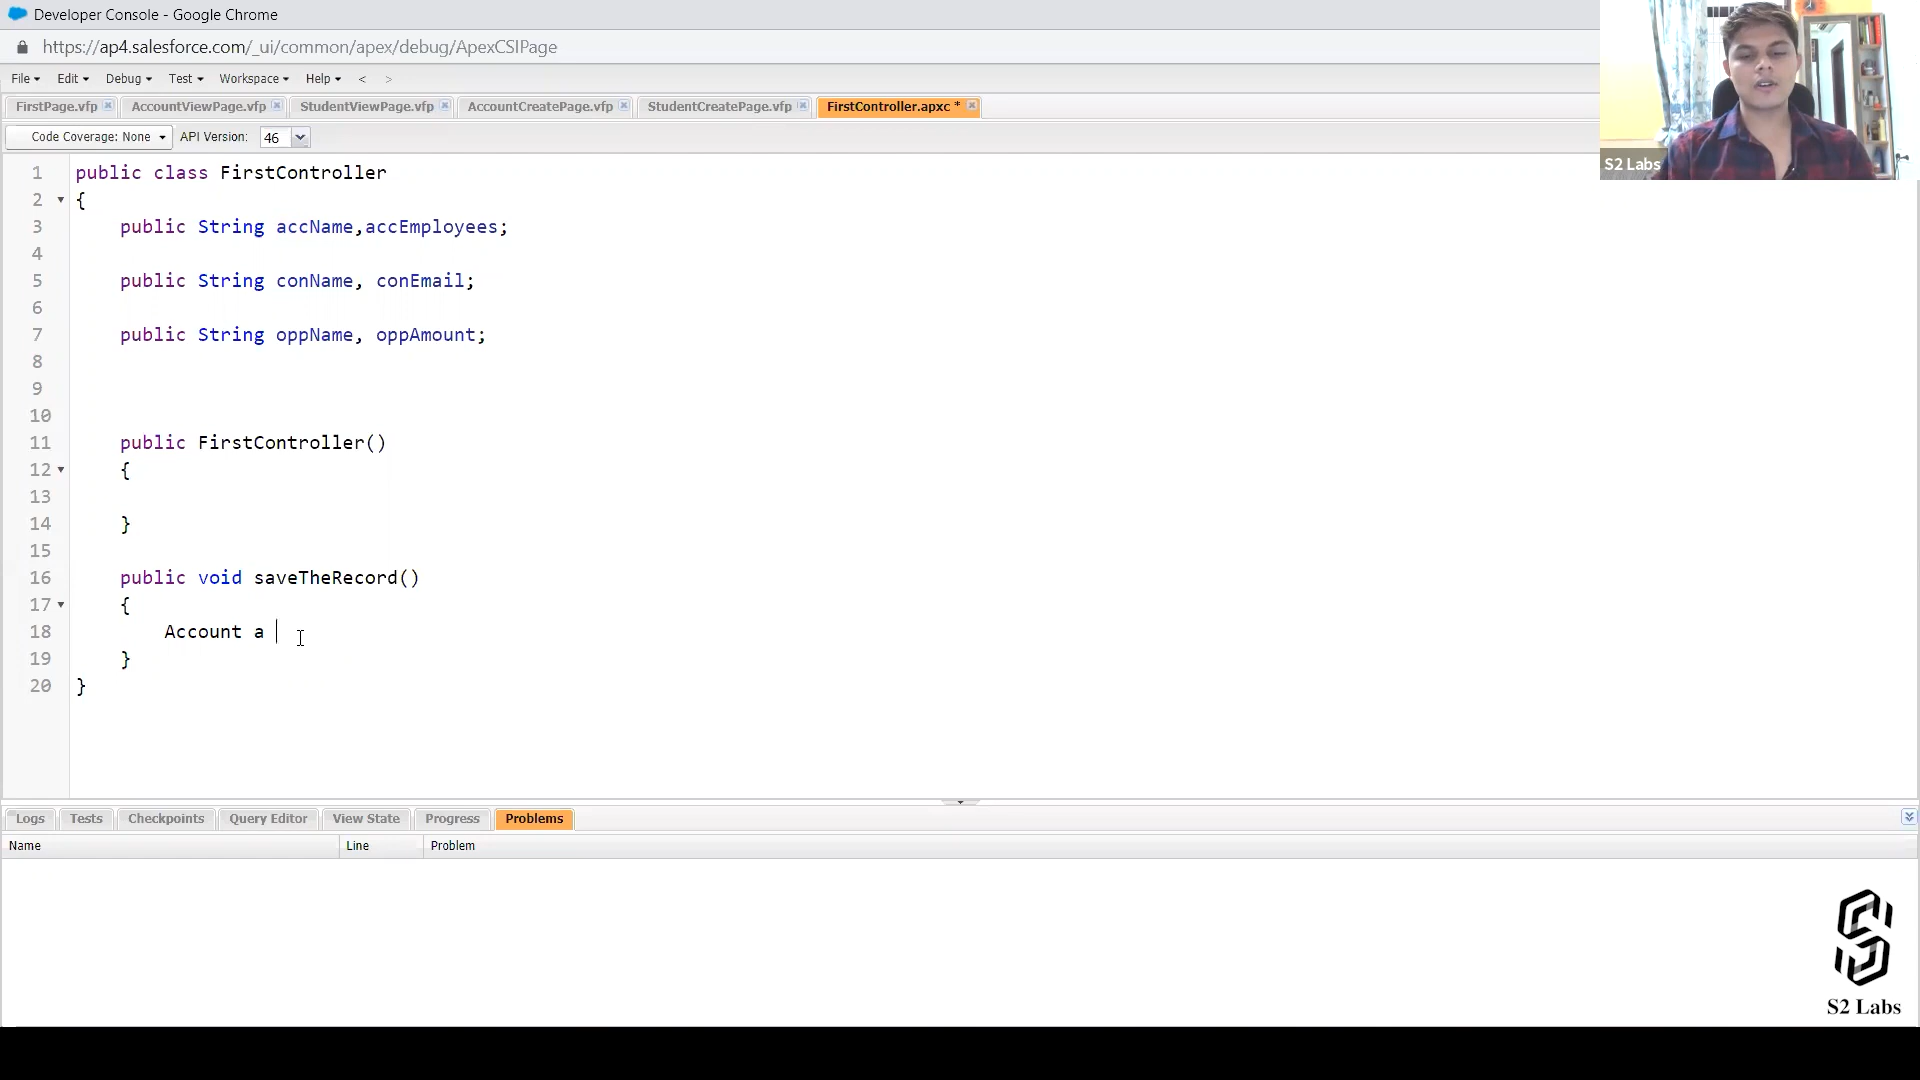 Developer Console - Google Chrome
https://ap4.salesforce.com/_ui/common/apex/debug/ApexCSIPage
File Edit Debug Test Workspace Help < >
FirstPage.vfp AccountViewPage.vfp StudentViewPage.vfp AccountCreatePage.vfp StudentCreatePage.vfp FirstController.apxc *
Code Coverage: None API Version: 46
S2 Labs
1 public class FirstController
2 {
3 public String accName,accEmployees;
4
5 public String conName, conEmail;
6
7 public String oppName, oppAmount;
8
9
10
11 public FirstController()
12 {
13
14 }
15
16 public void saveTheRecord()
17 {
18 Account a
19 }
20 }
Logs Tests Checkpoints Query Editor View State Progress Problems
Name Line Problem
S2 Labs